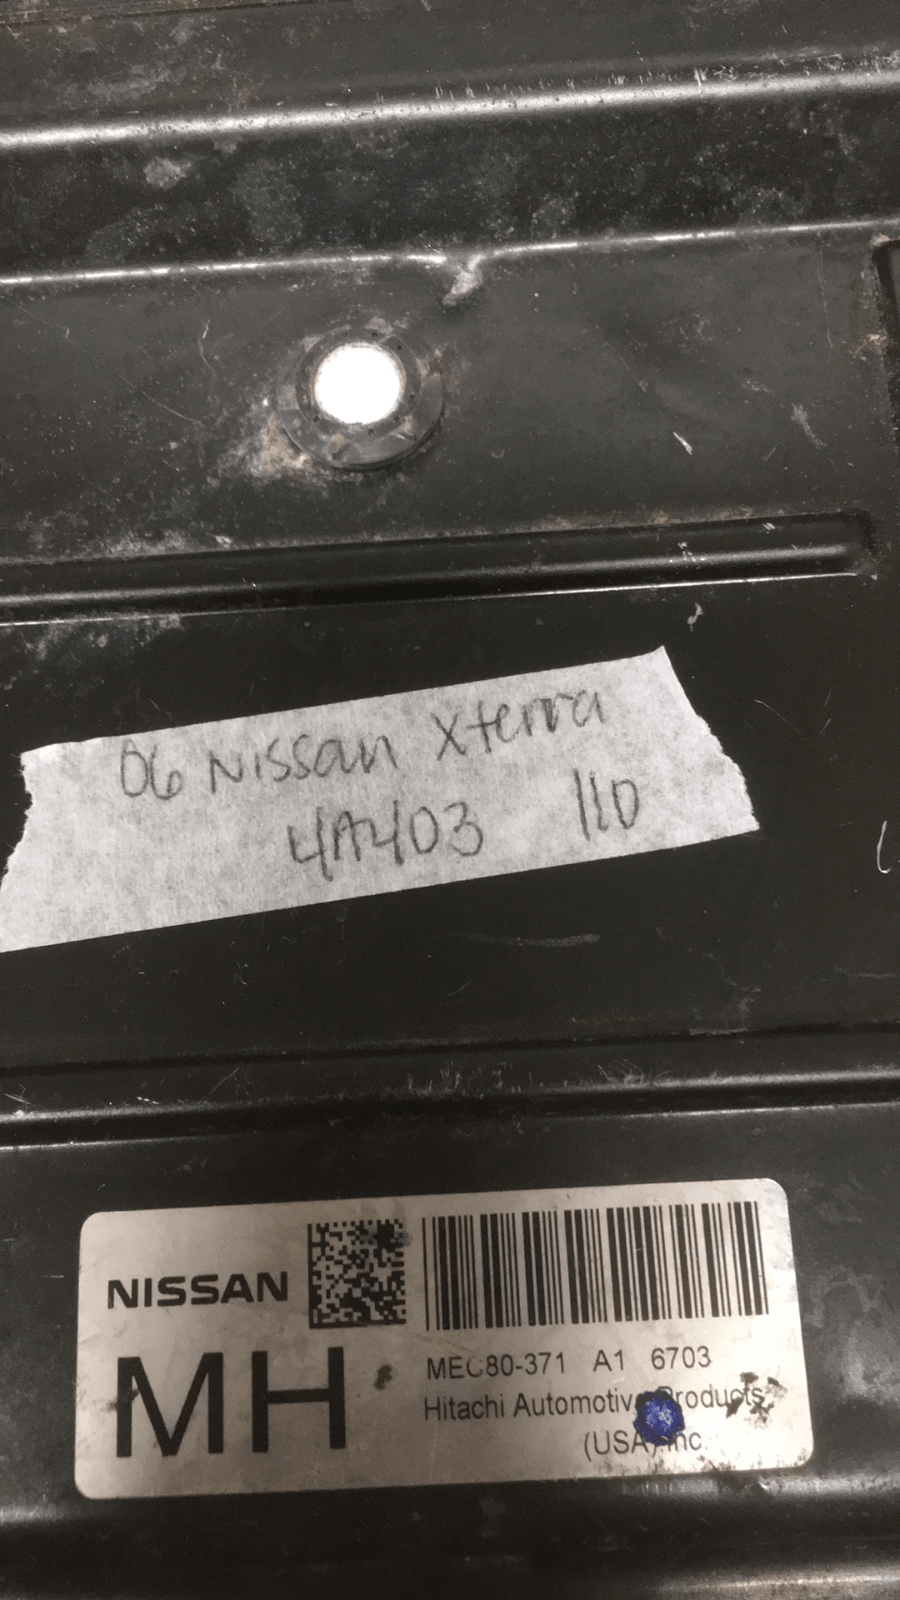 06 Nissan Xterra
4A403 110
NISSAN
MH
MEC80-371 A1 6703
Hitachi Automotive Products
(USA) Inc.